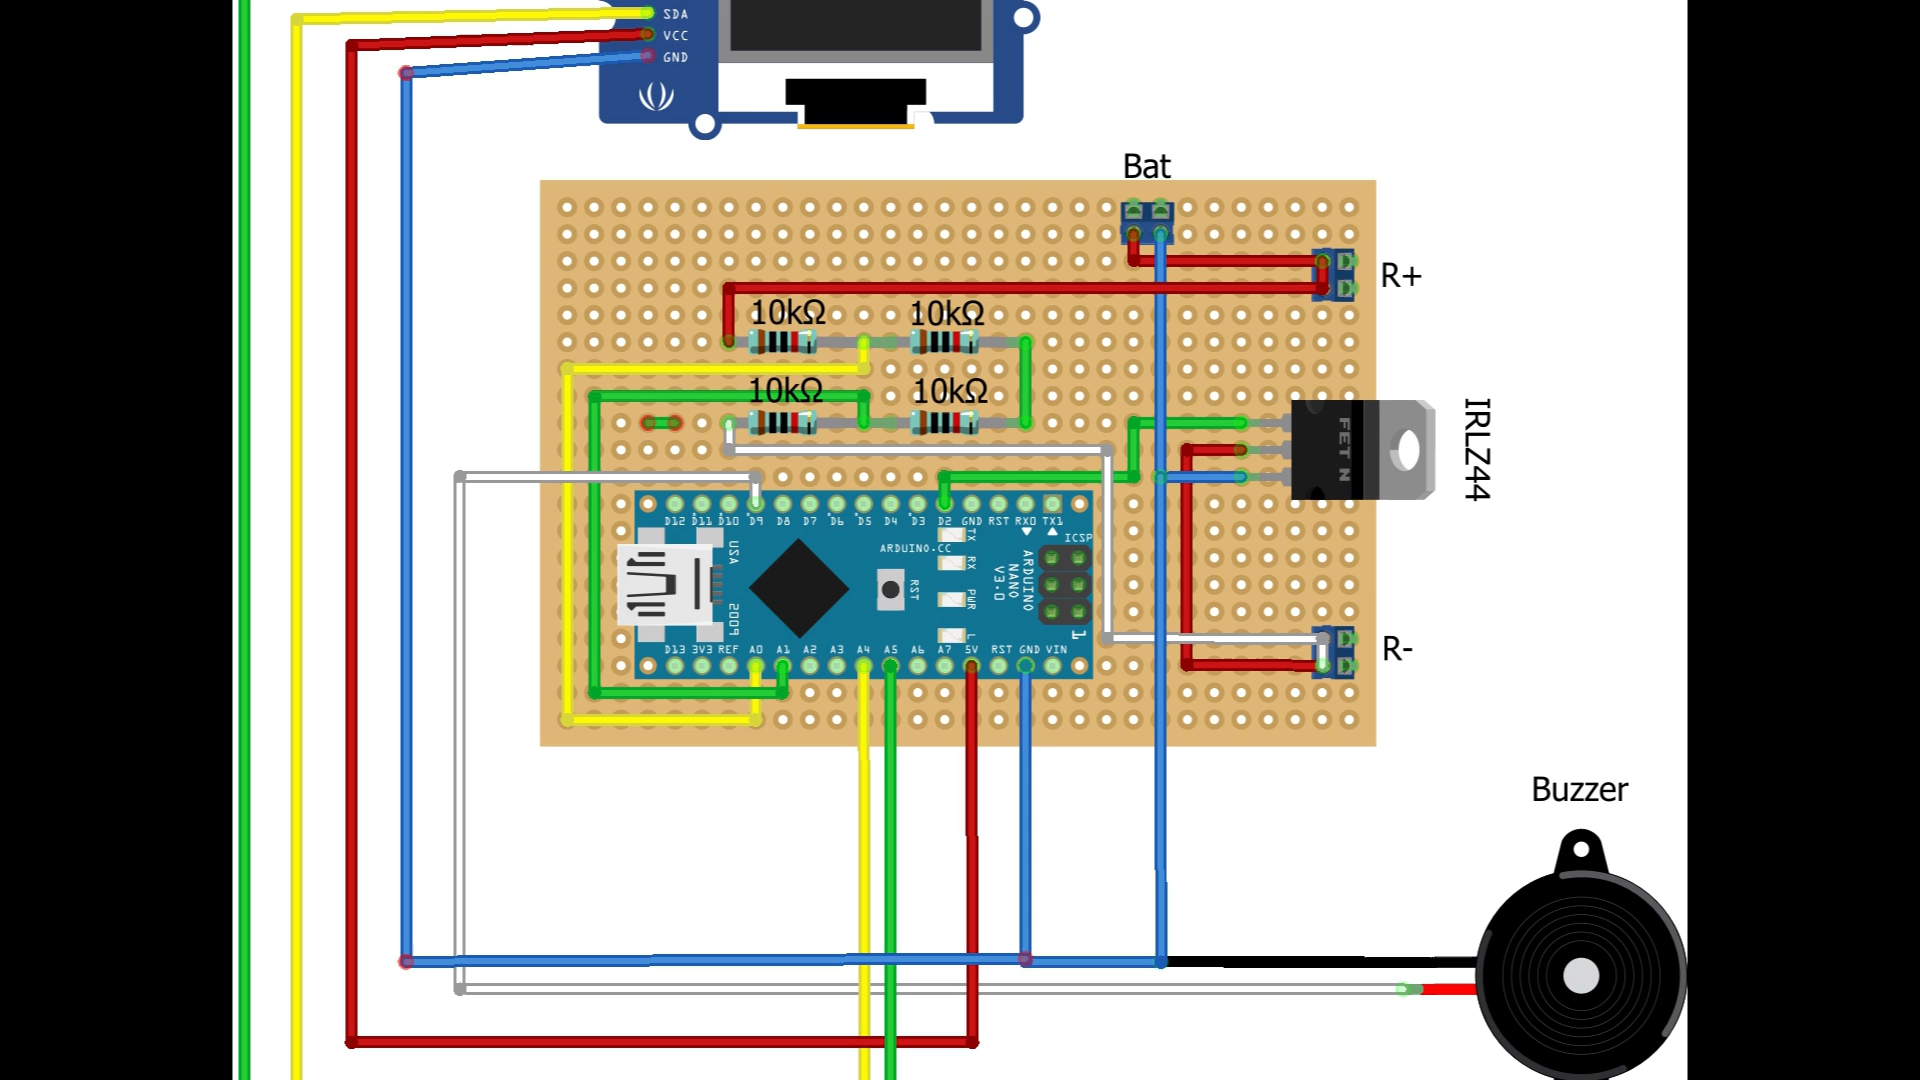 SDA
VCC
GND
Bat
R+
10kΩ 10kΩ
10kΩ 10kΩ
IRLZ44
FET N
D12 D11 D10 D9 D8 D7 D6 D5 D4 D3 D2 GND RST RX0 TX1
ICSP
ARDUINO.CC
TX
RX
PWR
L
RST
USA
2009
ARDUINO
NANO
V3.0
1
D13 3V3 REF A0 A1 A2 A3 A4 A5 A6 A7 5V RST GND VIN
R-
Buzzer